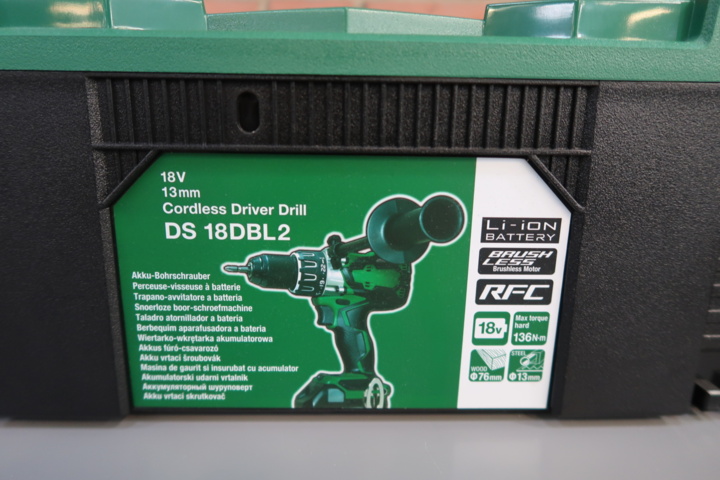 18V
13mm
Cordless Driver Drill
DS 18DBL2
Akku-Bohrschrauber
Perceuse-visseuse à batterie
Trapano-avvitatore a batteria
Snoerloze boor-schroefmachine
Taladro atornillador a bateria
Berbequim aparafusadora a bateria
Wiertarko-wkrętarka akumulatorowa
Akkus fúró-csavarozó
Akku vrtací šroubovák
Masina de gaurit si insurubat cu acumulator
Akumulatorski udarni vrtalnik
Аккумуляторный шуруповерт
Aku vrtací skrutkovač
Li-iON
BATTERY
BRUSH
LESS
Brushless Motor
RFC
18v
Max torque
hard
136N·m
WOOD
Φ76mm
STEEL
Φ13mm